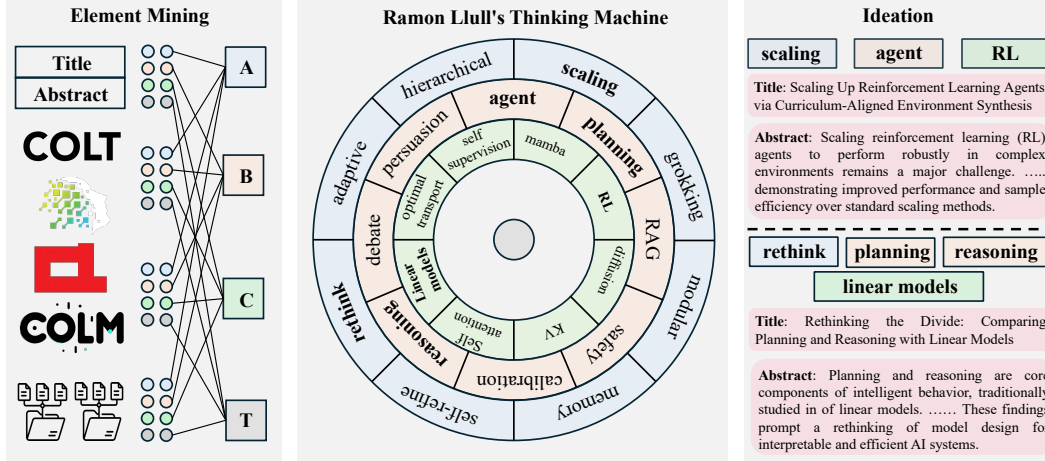 Element Mining
Title
Abstract
COLT
COLM
A
B
C
T
Ramon Llull's Thinking Machine
hierarchical
scaling
grokking
modular
memory
self-refine
rethink
adaptive
agent
planning
RAG
safety
calibration
reasoning
debate
persuasion
mamba
RL
diffusion
KV
Self
attention
Linear
models
optimal
transport
self
supervision
Ideation
scaling
agent
RL
Title: Scaling Up Reinforcement Learning Agents
via Curriculum-Aligned Environment Synthesis
Abstract: Scaling reinforcement learning (RL)
agents to perform robustly in complex
environments remains a major challenge. …..
demonstrating improved performance and sample
efficiency over standard scaling methods.
rethink
planning
reasoning
linear models
Title: Rethinking the Divide: Comparing
Planning and Reasoning with Linear Models
Abstract: Planning and reasoning are core
components of intelligent behavior, traditionally
studied in of linear models. …… These findings
prompt a rethinking of model design fo
interpretable and efficient AI systems.